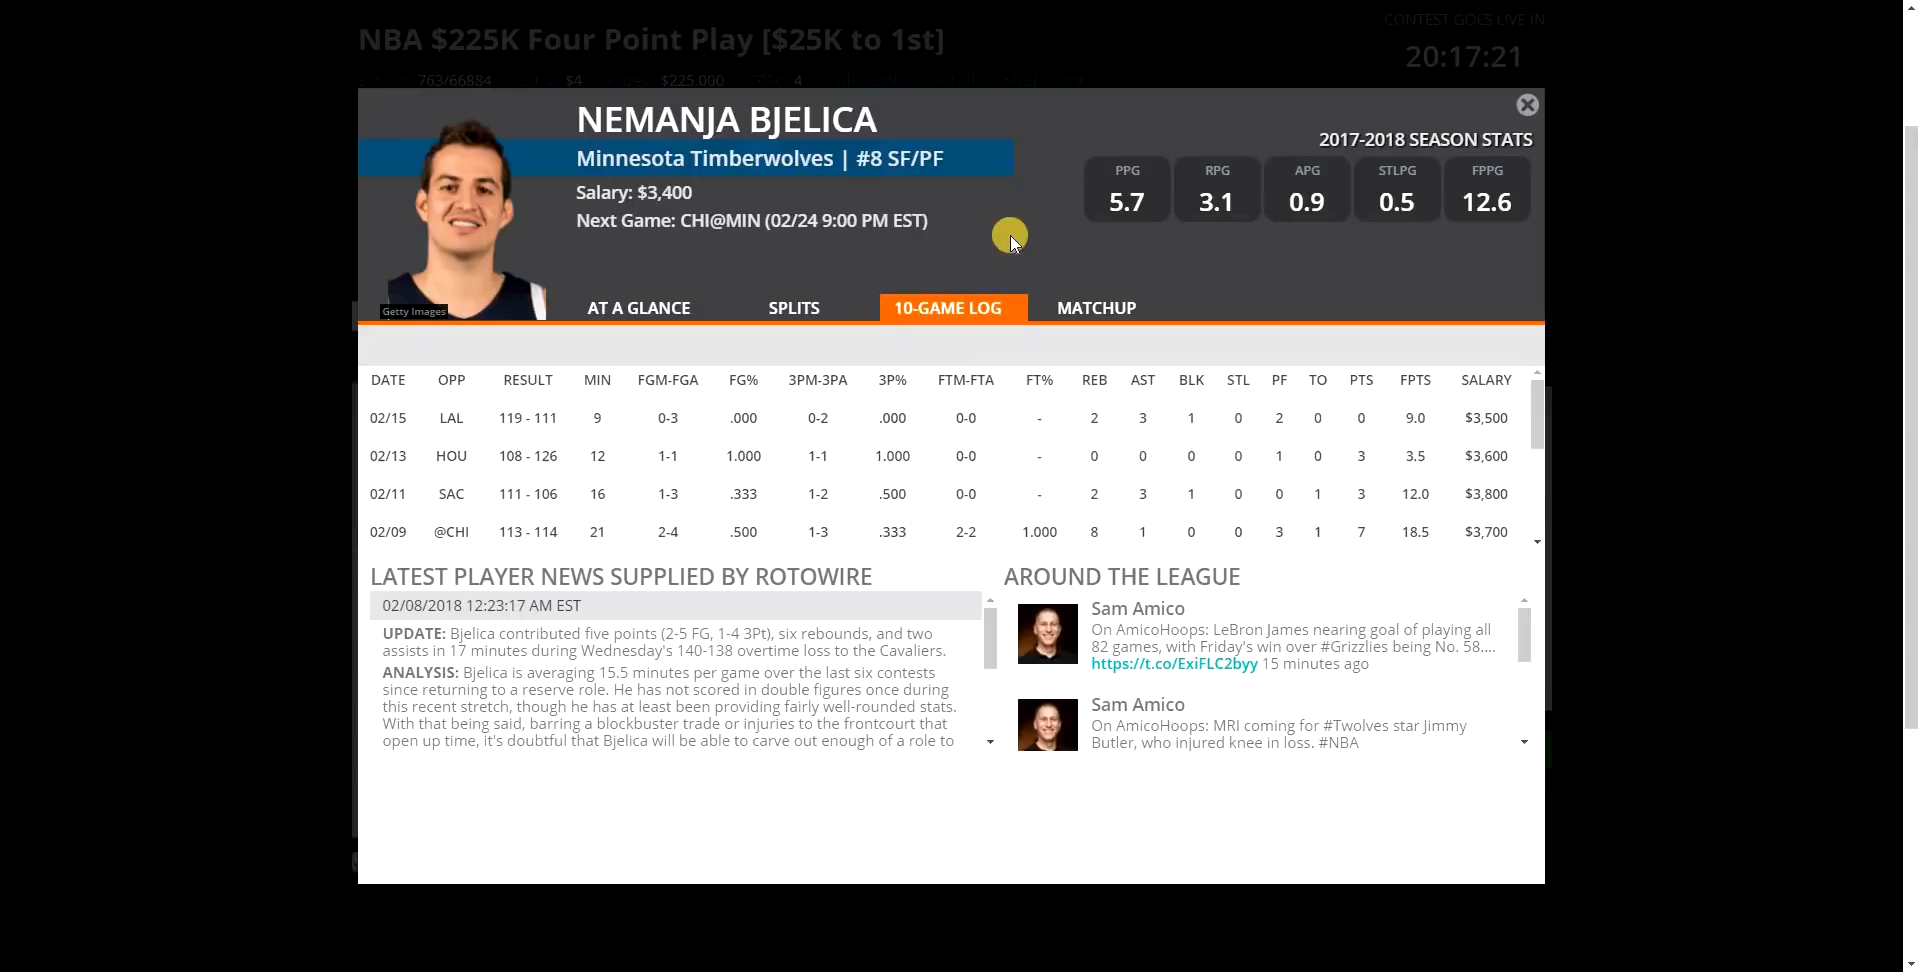 NBA $225K Four Point Play [$25K to 1st]
CONTEST GOES LIVE IN
20:17:21
763/66884 $4 $225,000 4
NEMANJA BJELICA
Minnesota Timberwolves | #8 SF/PF
Salary: $3,400
Next Game: CHI@MIN (02/24 9:00 PM EST)
2017-2018 SEASON STATS
PPG RPG APG STLPG FPPG
5.7 3.1 0.9 0.5 12.6
Getty Images
AT A GLANCE SPLITS 10-GAME LOG MATCHUP
DATE OPP RESULT MIN FGM-FGA FG% 3PM-3PA 3P% FTM-FTA FT% REB AST BLK STL PF TO PTS FPTS SALARY
02/15 LAL 119 - 111 9 0-3 .000 0-2 .000 0-0 - 2 3 1 0 2 0 0 9.0 $3,500
02/13 HOU 108 - 126 12 1-1 1.000 1-1 1.000 0-0 - 0 0 0 0 1 0 3 3.5 $3,600
02/11 SAC 111 - 106 16 1-3 .333 1-2 .500 0-0 - 2 3 1 0 0 1 3 12.0 $3,800
02/09 @CHI 113 - 114 21 2-4 .500 1-3 .333 2-2 1.000 8 1 0 0 3 1 7 18.5 $3,700
LATEST PLAYER NEWS SUPPLIED BY ROTOWIRE
02/08/2018 12:23:17 AM EST
UPDATE: Bjelica contributed five points (2-5 FG, 1-4 3Pt), six rebounds, and two
assists in 17 minutes during Wednesday's 140-138 overtime loss to the Cavaliers.
ANALYSIS: Bjelica is averaging 15.5 minutes per game over the last six contests
since returning to a reserve role. He has not scored in double figures once during
this recent stretch, though he has at least been providing fairly well-rounded stats.
With that being said, barring a blockbuster trade or injuries to the frontcourt that
open up time, it's doubtful that Bjelica will be able to carve out enough of a role to
AROUND THE LEAGUE
Sam Amico
On AmicoHoops: LeBron James nearing goal of playing all
82 games, with Friday's win over #Grizzlies being No. 58....
https://t.co/ExiFLC2byy 15 minutes ago
Sam Amico
On AmicoHoops: MRI coming for #Twolves star Jimmy
Butler, who injured knee in loss. #NBA